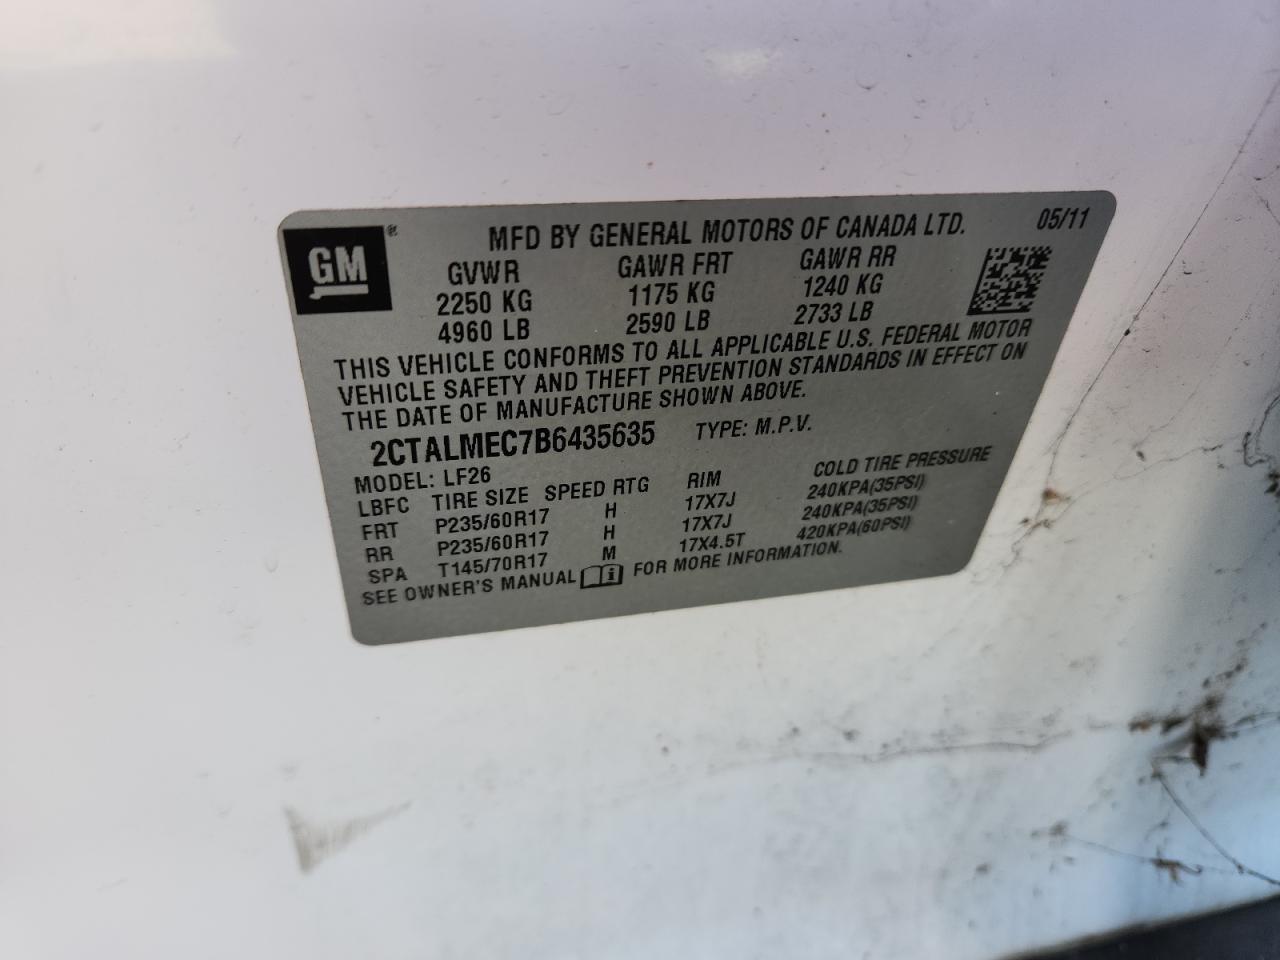 GM ®
MFD BY GENERAL MOTORS OF CANADA LTD. 05/11
GVWR GAWR FRT GAWR RR
2250 KG 1175 KG 1240 KG
4960 LB 2590 LB 2733 LB
THIS VEHICLE CONFORMS TO ALL APPLICABLE U.S. FEDERAL MOTOR
VEHICLE SAFETY AND THEFT PREVENTION STANDARDS IN EFFECT ON
THE DATE OF MANUFACTURE SHOWN ABOVE.
2CTALMEC7B6435635 TYPE: M.P.V.
MODEL: LF26
LBFC TIRE SIZE SPEED RTG RIM COLD TIRE PRESSURE
FRT P235/60R17 H 17X7J 240KPA(35PSI)
RR P235/60R17 H 17X7J 240KPA(35PSI)
SPA T145/70R17 M 17X4.5T 420KPA(60PSI)
SEE OWNER'S MANUAL FOR MORE INFORMATION.